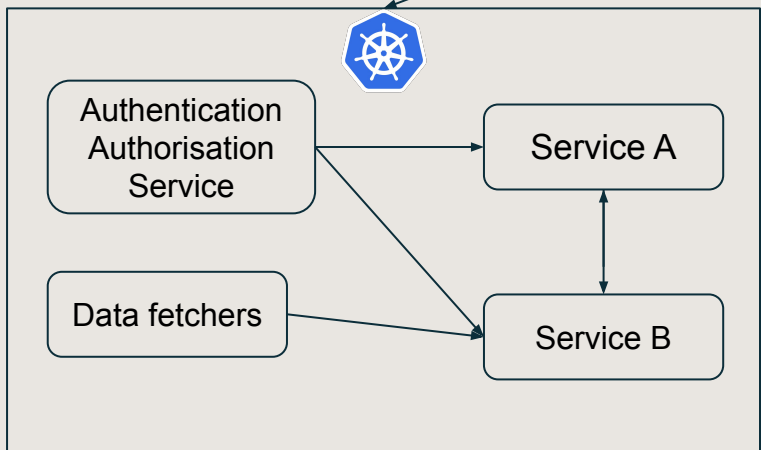 Authentication
Authorisation
Service
Service A
Data fetchers
Service B